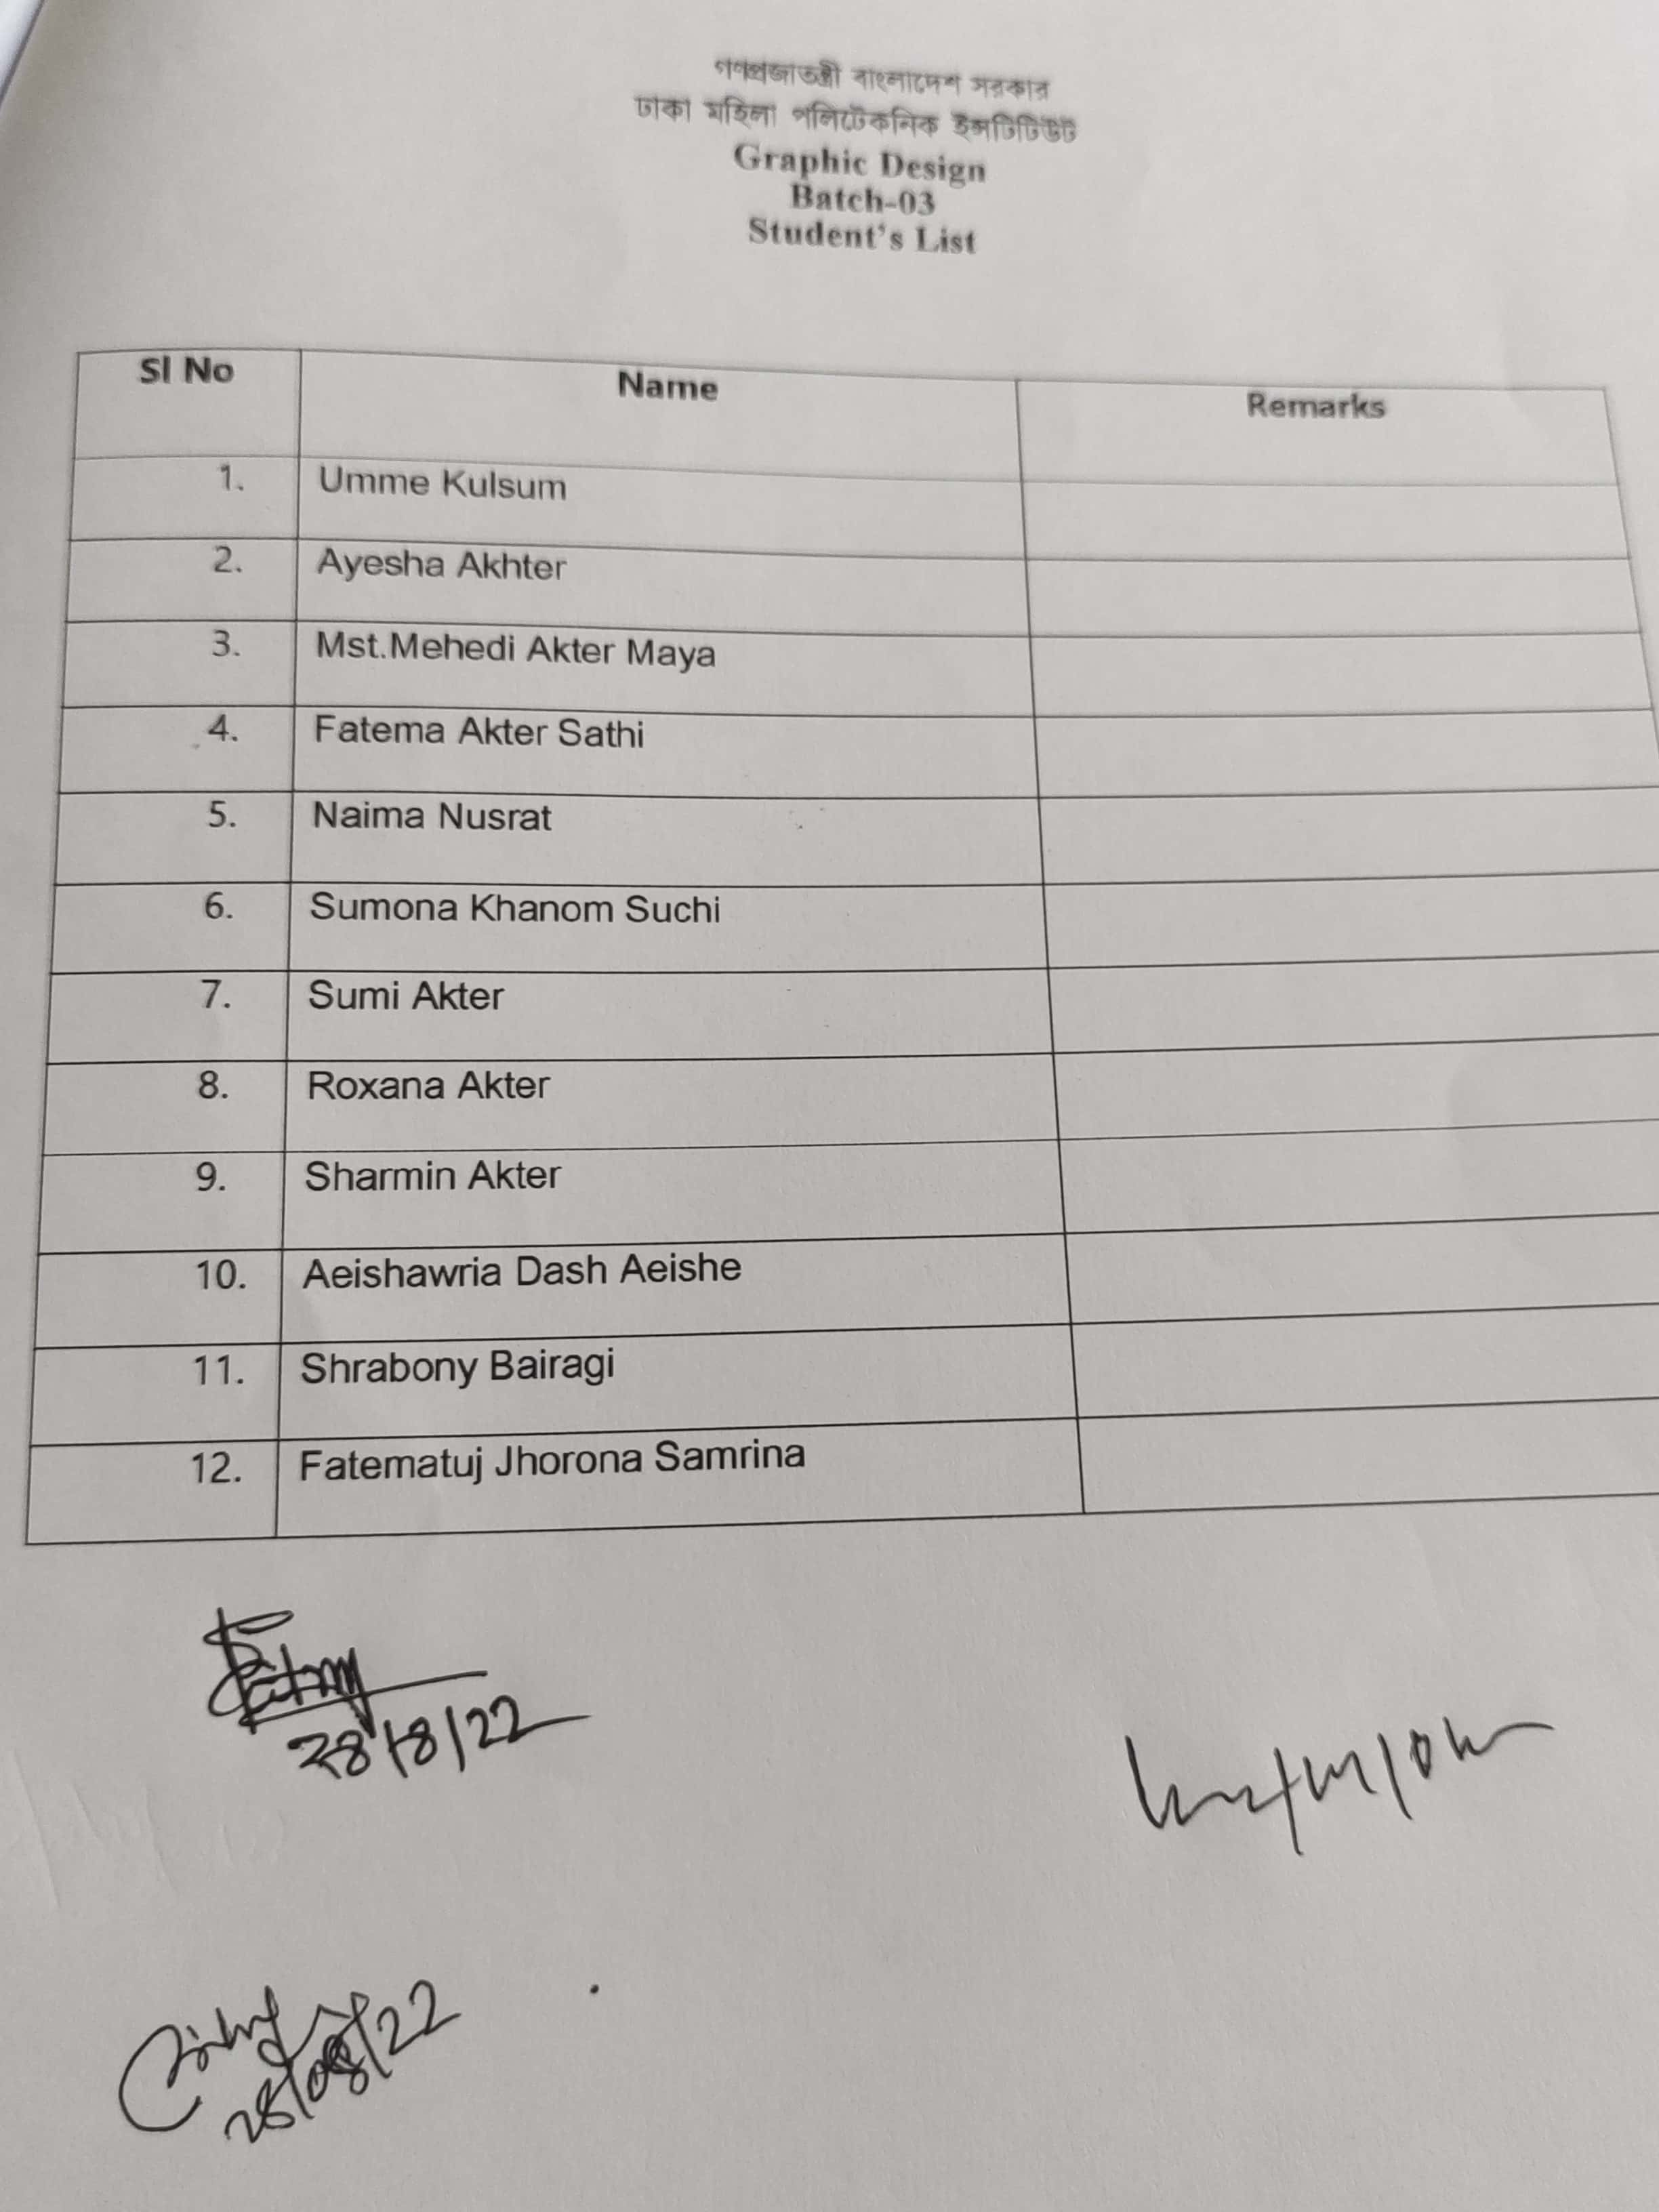 গণপ্রজাতন্ত্রী বাংলাদেশ সরকার
ঢাকা মহিলা পলিটেকনিক ইন্সটিটিউট
Graphic Design
Batch-03
Student's List
Sl No Name Remarks
1. Umme Kulsum
2. Ayesha Akhter
3. Mst.Mehedi Akter Maya
4. Fatema Akter Sathi
5. Naima Nusrat
6. Sumona Khanom Suchi
7. Sumi Akter
8. Roxana Akter
9. Sharmin Akter
10. Aeishawria Dash Aeishe
11. Shrabony Bairagi
12. Fatematuj Jhorona Samrina
28/8/22
28/08/22